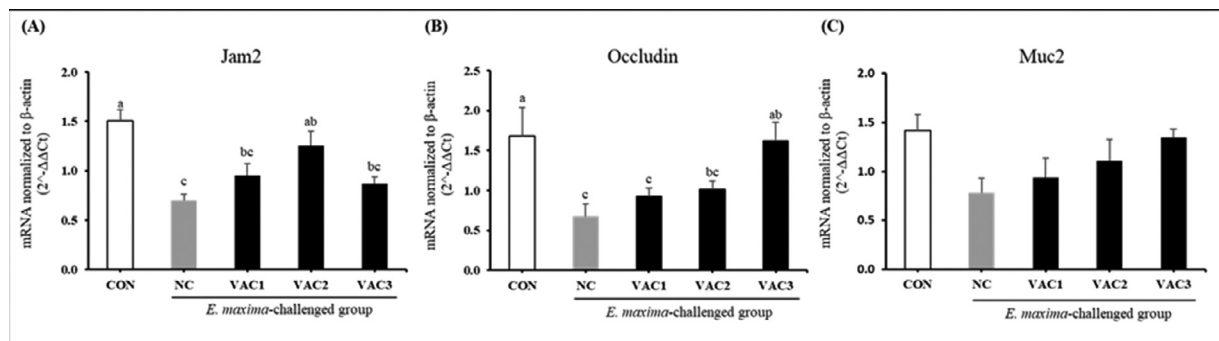 (A)
Jam2
mRNA normalized to β-actin
(2^-ΔΔCt)
2.0
1.5
1.0
0.5
0.0
a
c
bc
ab
bc
CON
NC
VAC1
VAC2
VAC3
E. maxima-challenged group
(B)
Occludin
mRNA normalized to β-actin
(2^-ΔΔCt)
2.5
2.0
1.5
1.0
0.5
0.0
a
c
c
bc
ab
CON
NC
VAC1
VAC2
VAC3
E. maxima-challenged group
(C)
Muc2
mRNA normalized to β-actin
(2^-ΔΔCt)
2.0
1.5
1.0
0.5
0.0
CON
NC
VAC1
VAC2
VAC3
E. maxima-challenged group